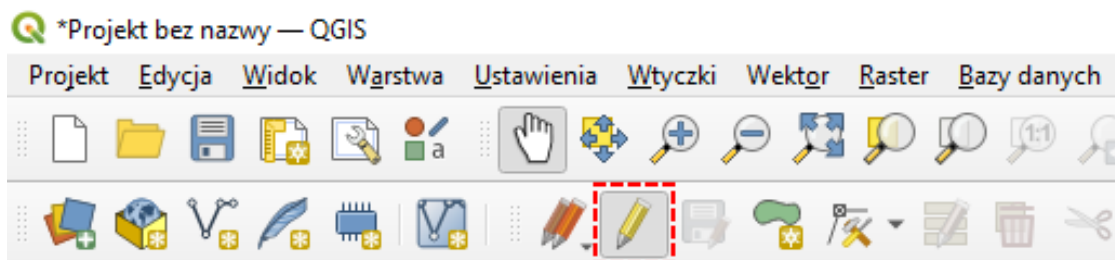 *Projekt bez nazwy — QGIS
Projekt Edycja Widok Warstwa Ustawienia Wtyczki Wektor Raster Bazy danych
a 1:1